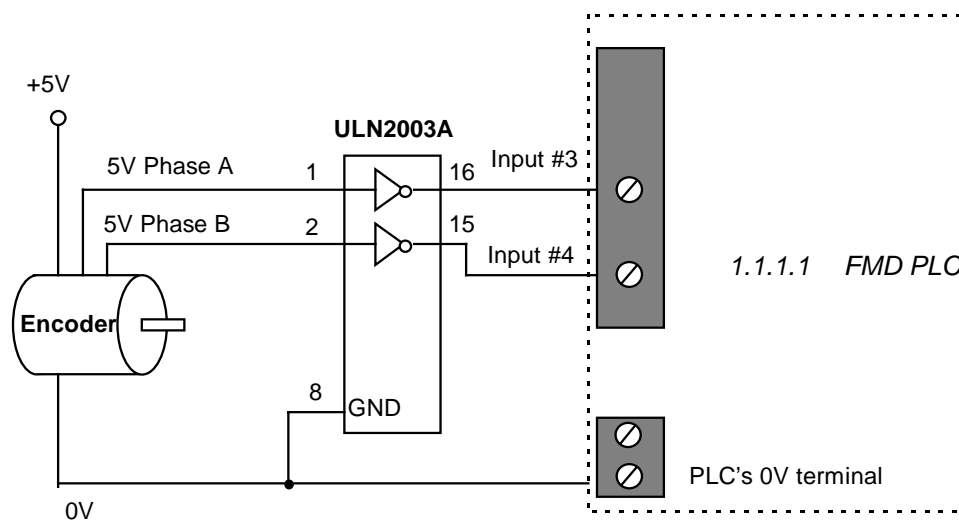 +5V
ULN2003A
5V Phase A
1
16
Input #3
5V Phase B
2
15
Input #4
1.1.1.1 FMD PLC
Encoder
8
GND
PLC's 0V terminal
0V